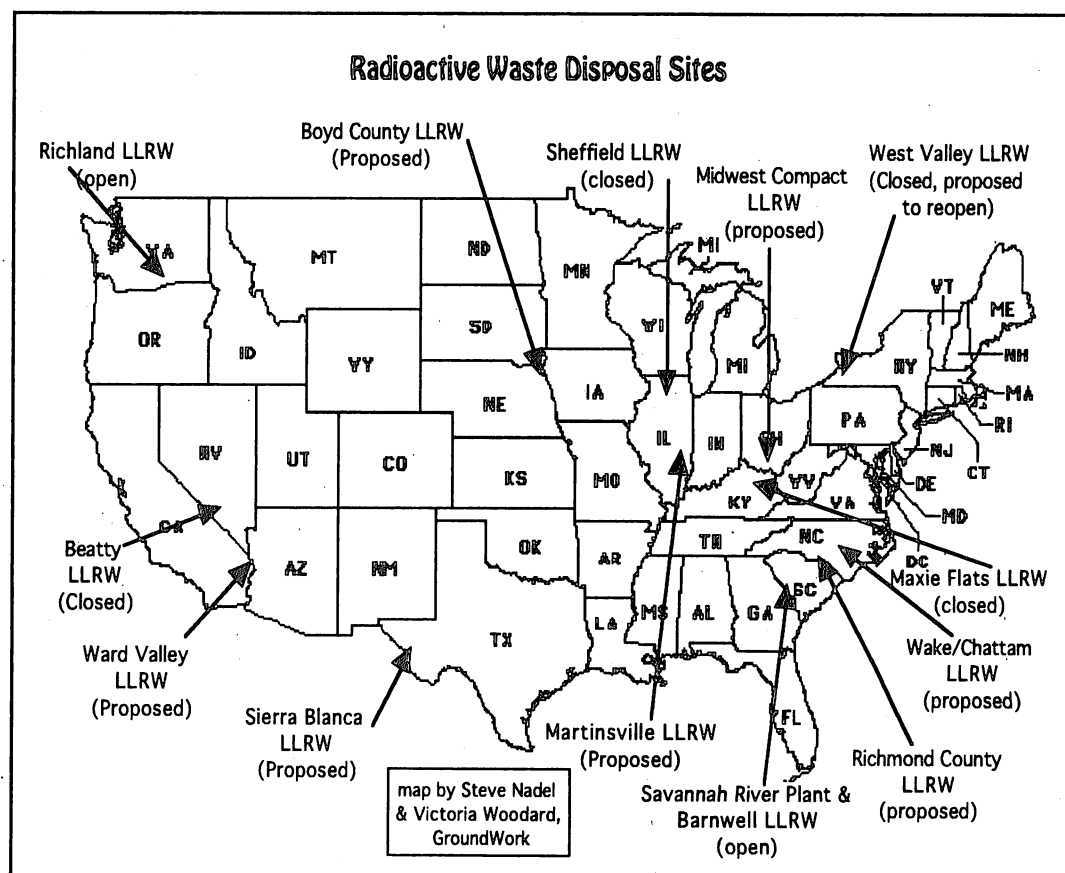 Radioactive Waste Disposal Sites
Richland LLRW
(open)
Boyd County LLRW
(Proposed)
Sheffield LLRW
(closed)
Midwest Compact
LLRW
(proposed)
West Valley LLRW
(Closed, proposed
to reopen)
WA
MT
ND
MN
MI
VT
ME
OR
ID
SD
WI
MI
NY
NH
WY
MA
NE
IA
PA
RI
NV
UT
CO
IL
IN
OH
NJ
CT
KS
MO
WV
DE
KY
VA
MD
CA
Beatty
LLRW
(Closed)
AZ
NM
OK
AR
TN
NC
DC
Maxie Flats LLRW
(closed)
MS
AL
GA
SC
LA
TX
Ward Valley
LLRW
(Proposed)
Wake/Chattam
LLRW
(proposed)
Sierra Blanca
LLRW
(Proposed)
FL
Martinsville LLRW
(Proposed)
Richmond County
LLRW
(proposed)
map by Steve Nadel
& Victoria Woodard,
GroundWork
Savannah River Plant &
Barnwell LLRW
(open)